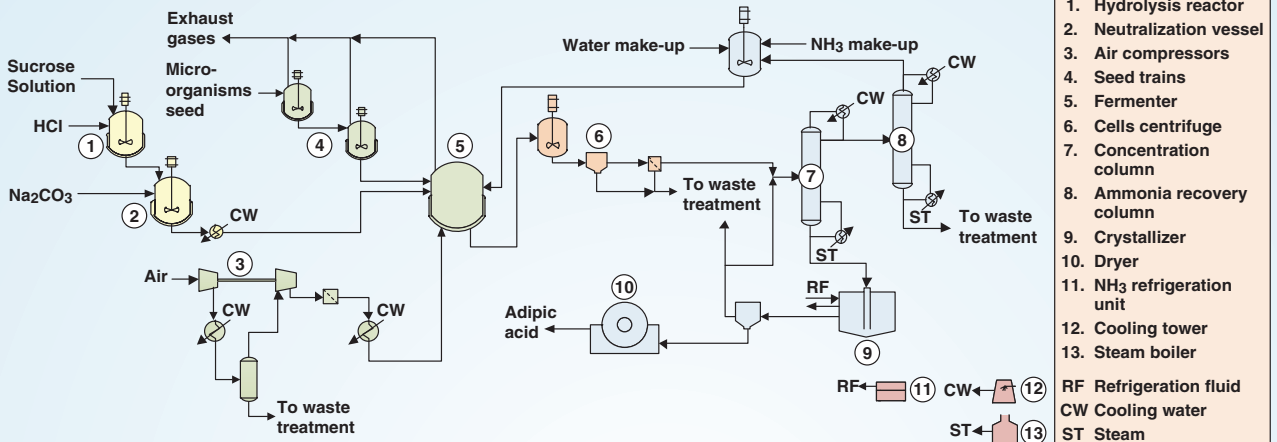 Exhaust
gases
Micro-
organisms
seed
Sucrose
Solution
HCl
1
Na2CO3
2
CW
4
5
Air
3
CW
CW
To waste
treatment
Water make-up
NH3 make-up
CW
6
To waste
treatment
CW
7
ST
8
ST
To waste
treatment
RF
9
10
Adipic
acid
RF
11
CW
12
ST
13
1. Hydrolysis reactor
2. Neutralization vessel
3. Air compressors
4. Seed trains
5. Fermenter
6. Cells centrifuge
7. Concentration
column
8. Ammonia recovery
column
9. Crystallizer
10. Dryer
11. NH3 refrigeration
unit
12. Cooling tower
13. Steam boiler
RF Refrigeration fluid
CW Cooling water
ST Steam